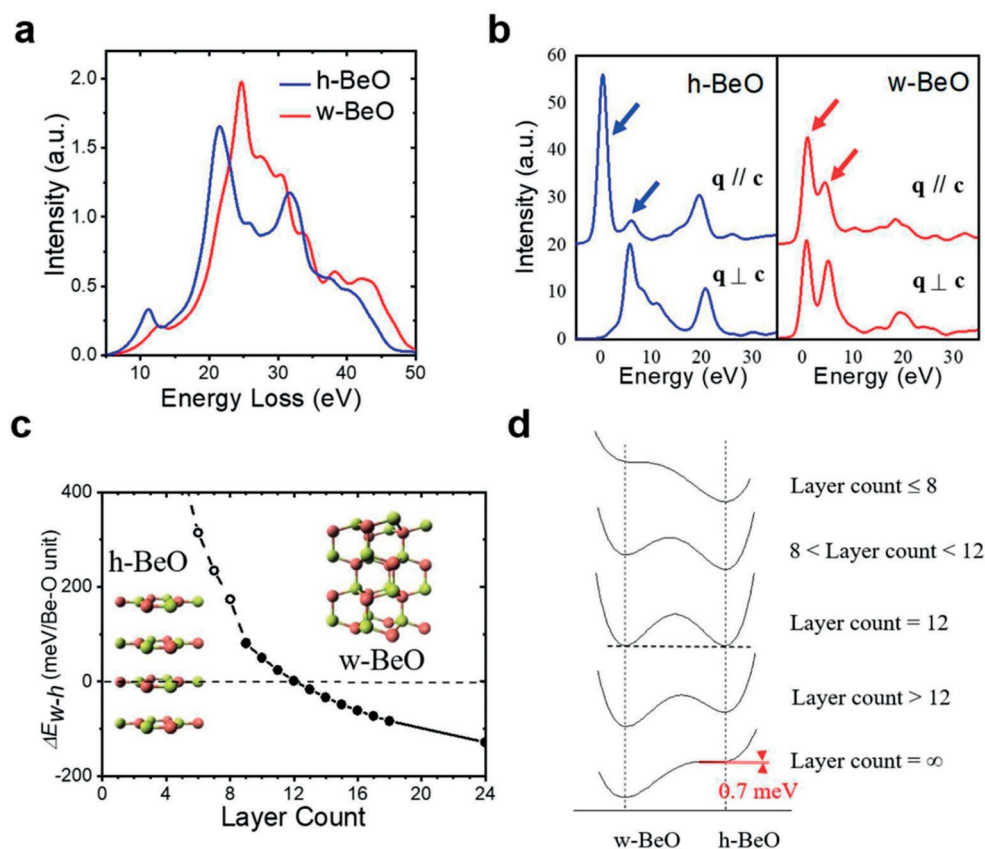 a
2.0
1.5
1.0
0.5
0.0
10 20 30 40 50
Intensity (a.u.)
Energy Loss (eV)
h-BeO
w-BeO
b
60
50
40
30
20
10
0
Intensity (a.u.)
h-BeO
w-BeO
q // c
q // c
q ⊥ c
q ⊥ c
0 10 20 30
0 10 20 30
Energy (eV)
Energy (eV)
c
400
200
0
-200
ΔEw-h (meV/Be-O unit)
h-BeO
w-BeO
0 4 8 12 16 20 24
Layer Count
d
Layer count ≤ 8
8 < Layer count < 12
Layer count = 12
Layer count > 12
Layer count = ∞
0.7 meV
w-BeO h-BeO